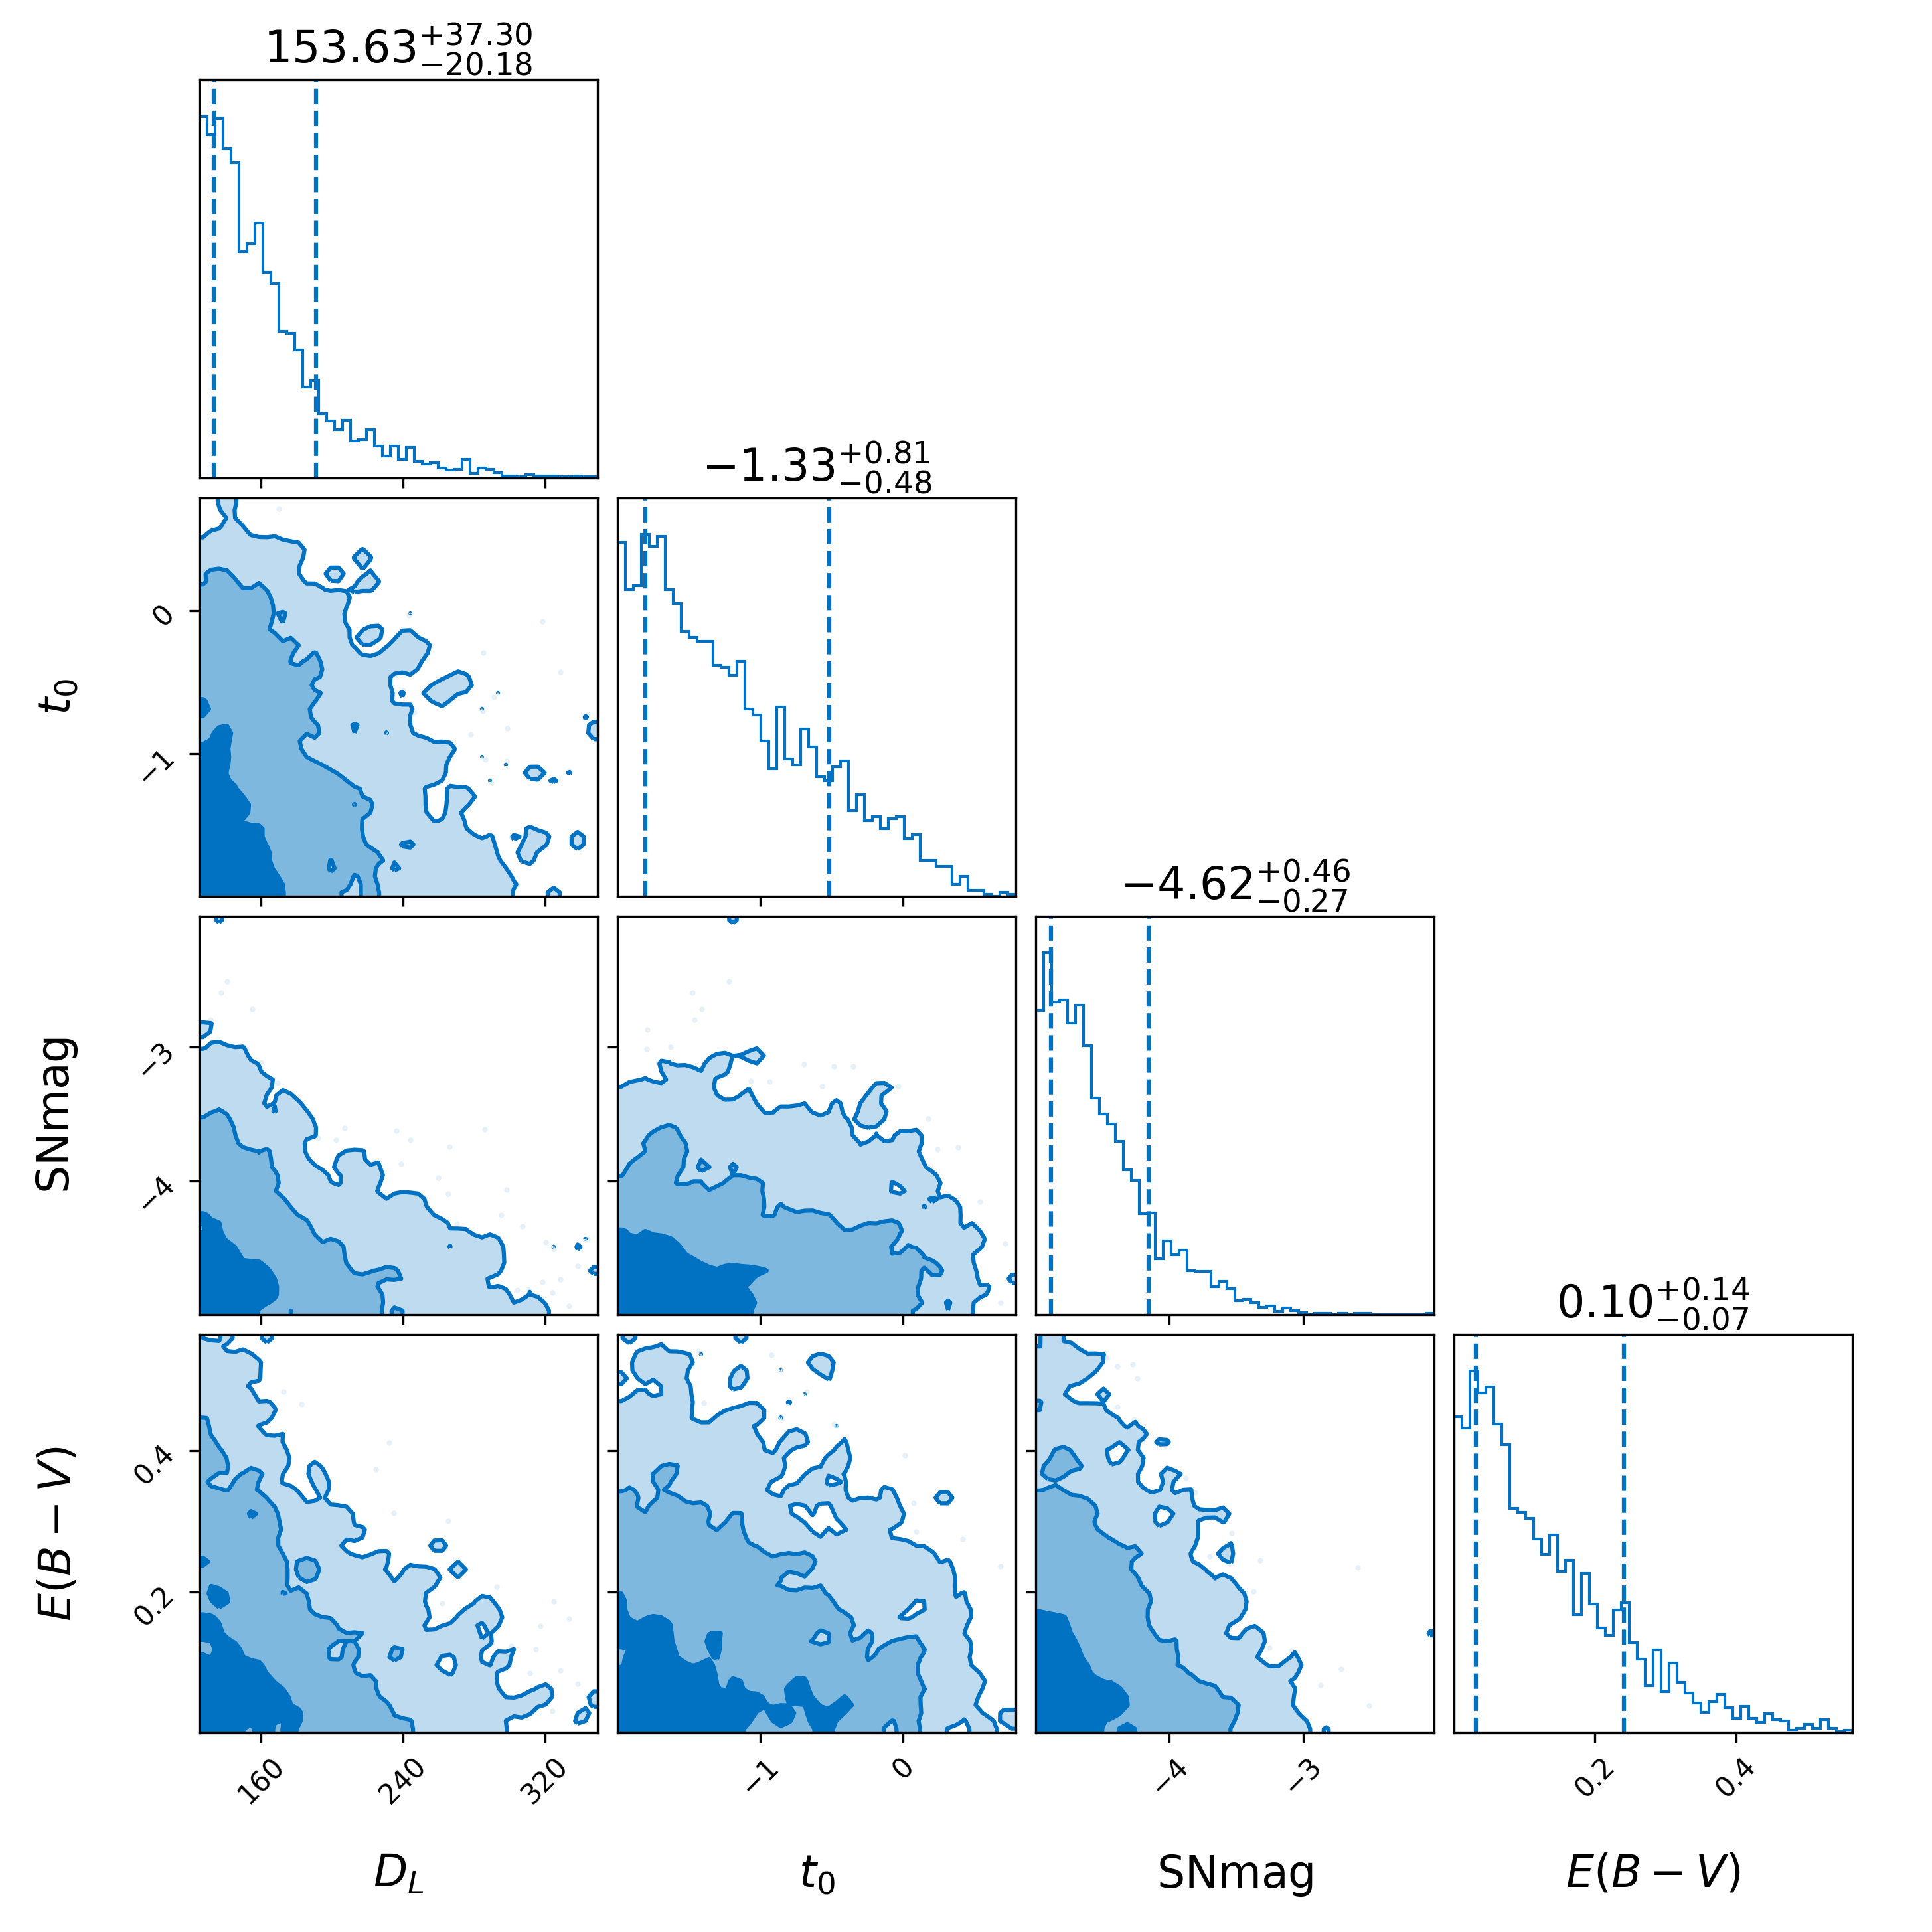 153.63+37.30−20.18
−1.33+0.81−0.48
t0
0
−1
−4.62+0.46−0.27
SNmag
−3
−4
0.10+0.14−0.07
E(B − V)
0.4
0.2
160 240 320 −1 0 −4 −3 0.2 0.4
DL t0 SNmag E(B − V)